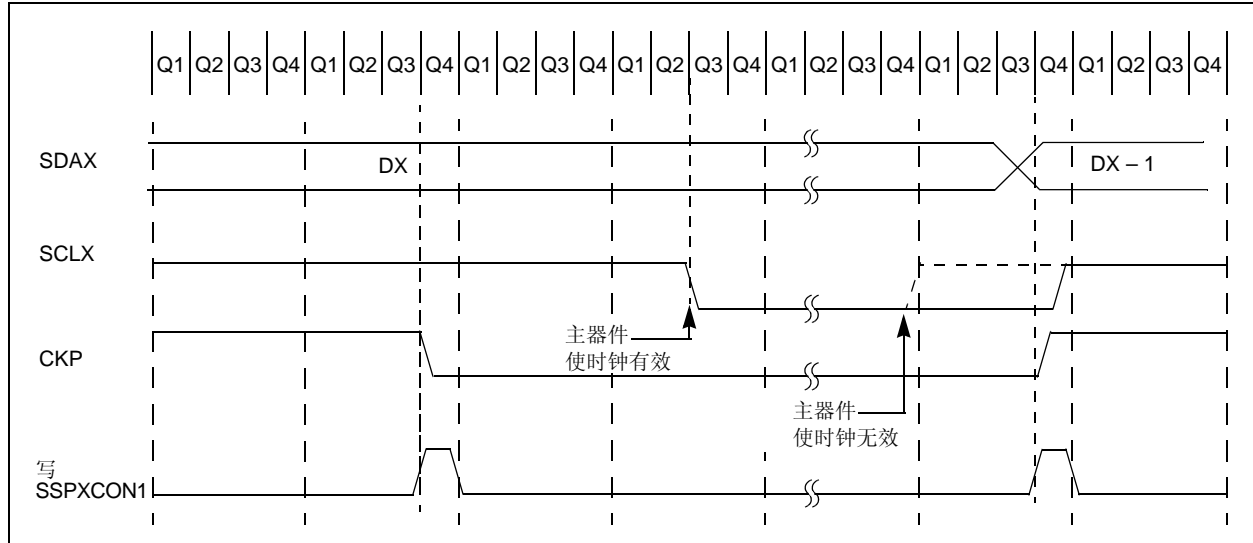 Q1 Q2 Q3 Q4 Q1 Q2 Q3 Q4 Q1 Q2 Q3 Q4 Q1 Q2 Q3 Q4 Q1 Q2 Q3 Q4 Q1 Q2 Q3 Q4 Q1 Q2 Q3 Q4
SDAX
DX
DX – 1
SCLX
主器件
使时钟有效
CKP
主器件
使时钟无效
写
SSPXCON1